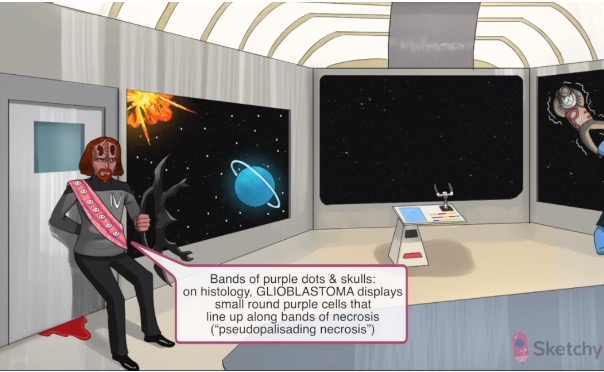 IV
Bands of purple dots & skulls:
on histology, GLIOBLASTOMA displays
small round purple cells that
line up along bands of necrosis
(“pseudopalisading necrosis”)
Sketchy